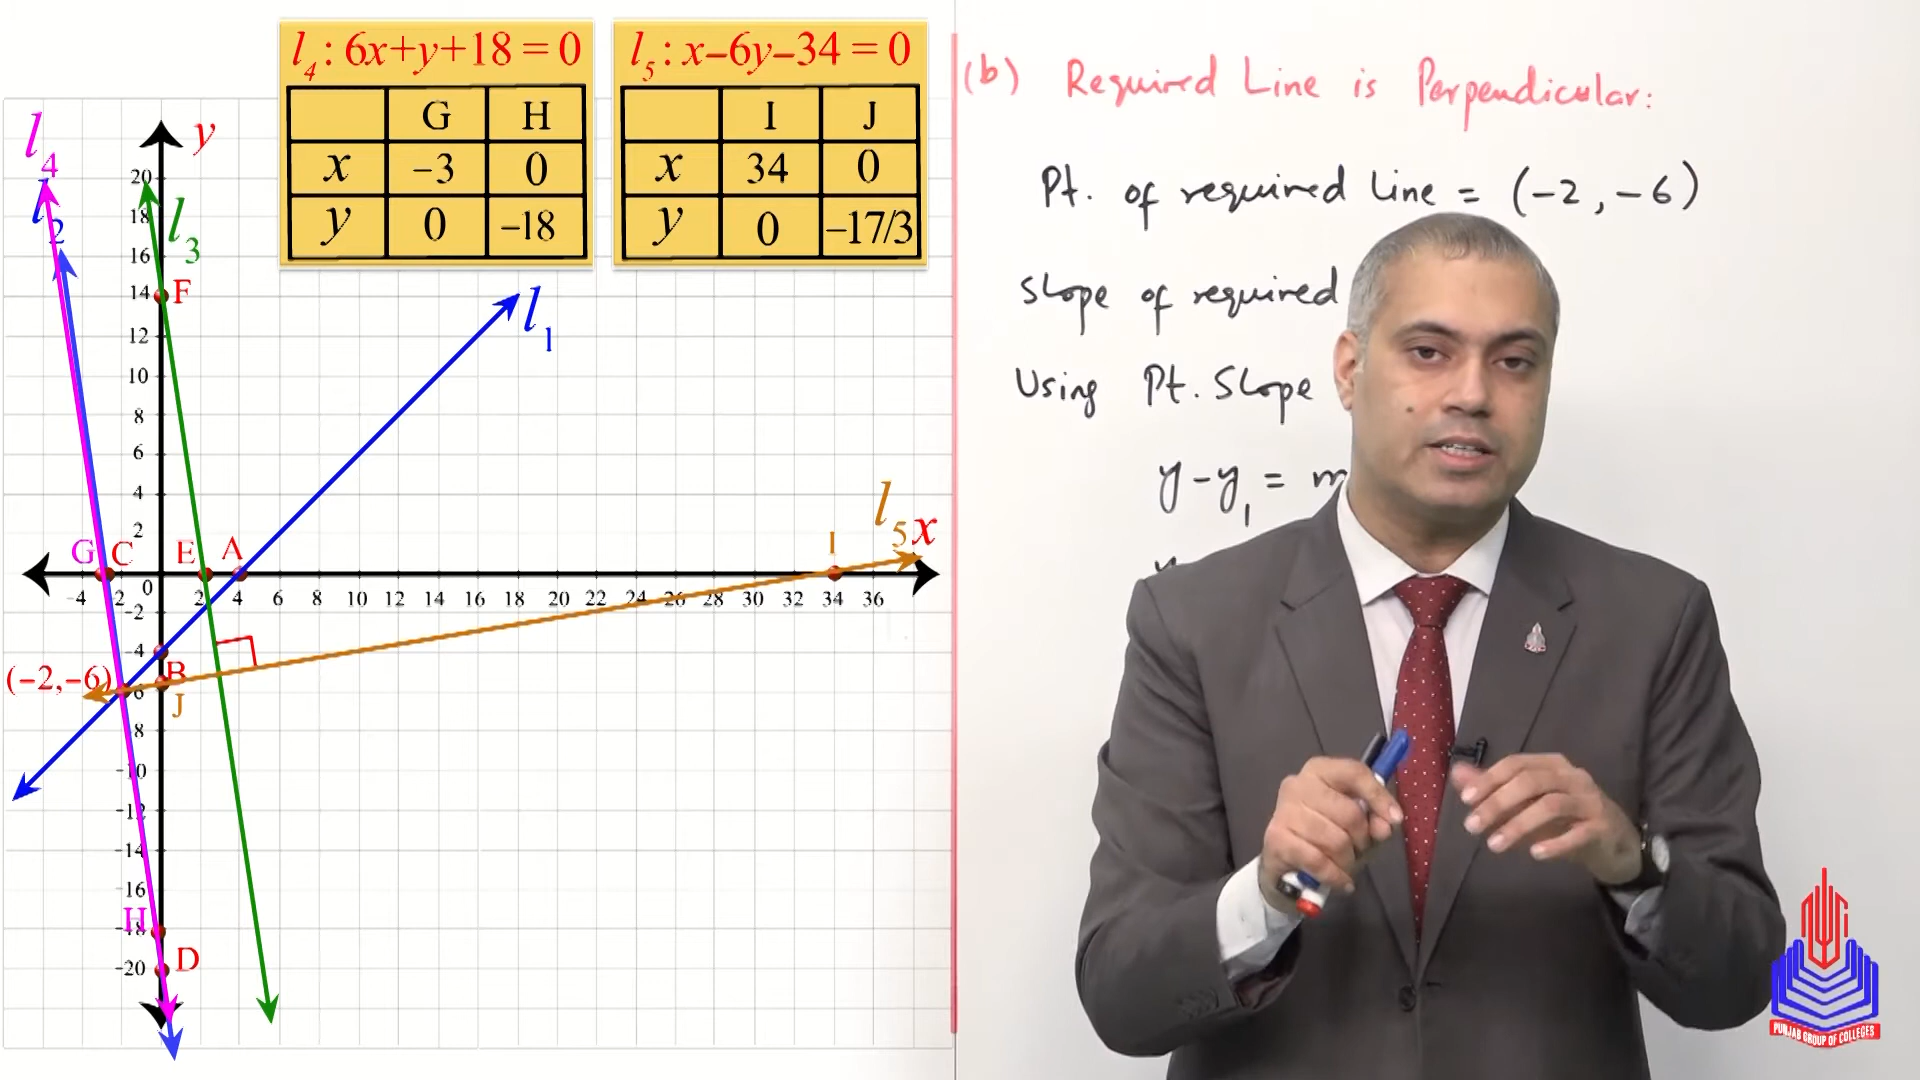 l4 : 6x+y+18 = 0
G H
x −3 0
y 0 −18
l5 : x−6y−34 = 0
I J
x 34 0
y 0 −17/3
l4
l2
y
l3
20
18
16
14 F
12
10
8
6
4
2
l1
l5 x
G C E A I
0
-4 -2 2 4 6 8 10 12 14 16 18 20 22 24 26 28 30 32 34 36
-2
-4
B
(−2,−6) -6
J
-8
-10
-12
-14
-16
H
-18
-20 D
(b) Required Line is Perpendicular:
Pt. of required Line = (-2, -6)
Slope of required
Using Pt. Slope
y - y1 = m
PUNJAB GROUP OF COLLEGES